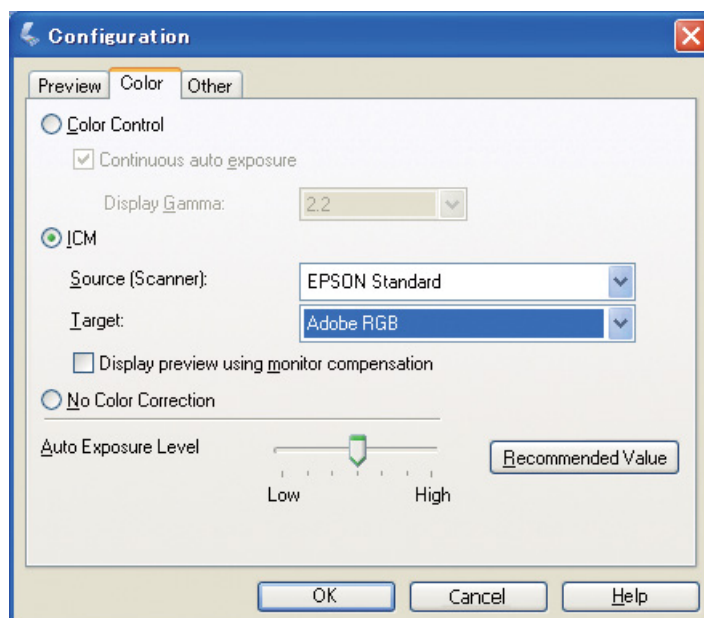 Configuration
Preview Color Other
Color Control
Continuous auto exposure
Display Gamma: 2.2
ICM
Source (Scanner): EPSON Standard
Target: Adobe RGB
Display preview using monitor compensation
No Color Correction
Auto Exposure Level
Recommended Value
Low High
OK Cancel Help